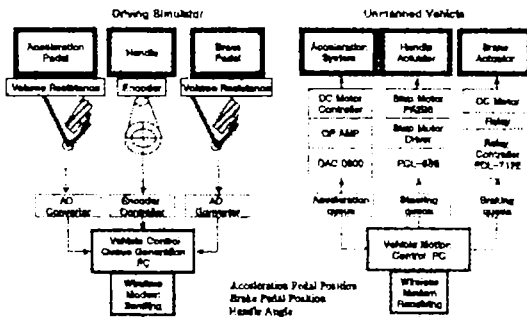 Driving Simulator
Unmanned Vehicle
Acceleration
Pedal
Handle
Brake
Pedal
Acceleration
System
Handle
Actuator
Brake
Actuator
Volume Resistance
Encoder
Volume Resistance
DC Motor
Controller
Step Motor
DC Motor
Relay
OP AMP
Step Motor
Driver
Relay
Controller
DAC 0800
AD
Converter
Encoder
Controller
AD
Converter
Acceleration
queue
Steering
queue
Braking
queue
Vehicle Control
Queue Generation
PC
Vehicle Motion
Control PC
Wireless
Modem
Sending
Acceleration Pedal Position
Brake Pedal Position
Handle Angle
Wireless
Modem
Receiving